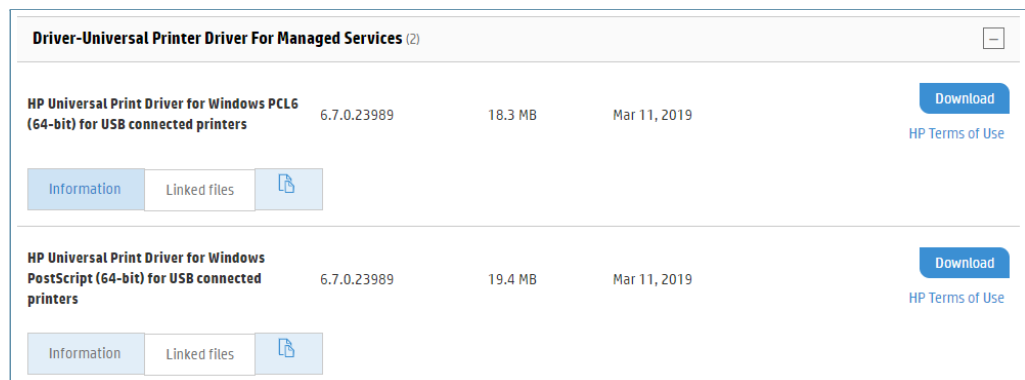 Driver-Universal Printer Driver For Managed Services (2)
HP Universal Print Driver for Windows PCL6
(64-bit) for USB connected printers
6.7.0.23989
18.3 MB
Mar 11, 2019
Download
HP Terms of Use
Information
Linked files
HP Universal Print Driver for Windows
PostScript (64-bit) for USB connected
printers
6.7.0.23989
19.4 MB
Mar 11, 2019
Download
HP Terms of Use
Information
Linked files